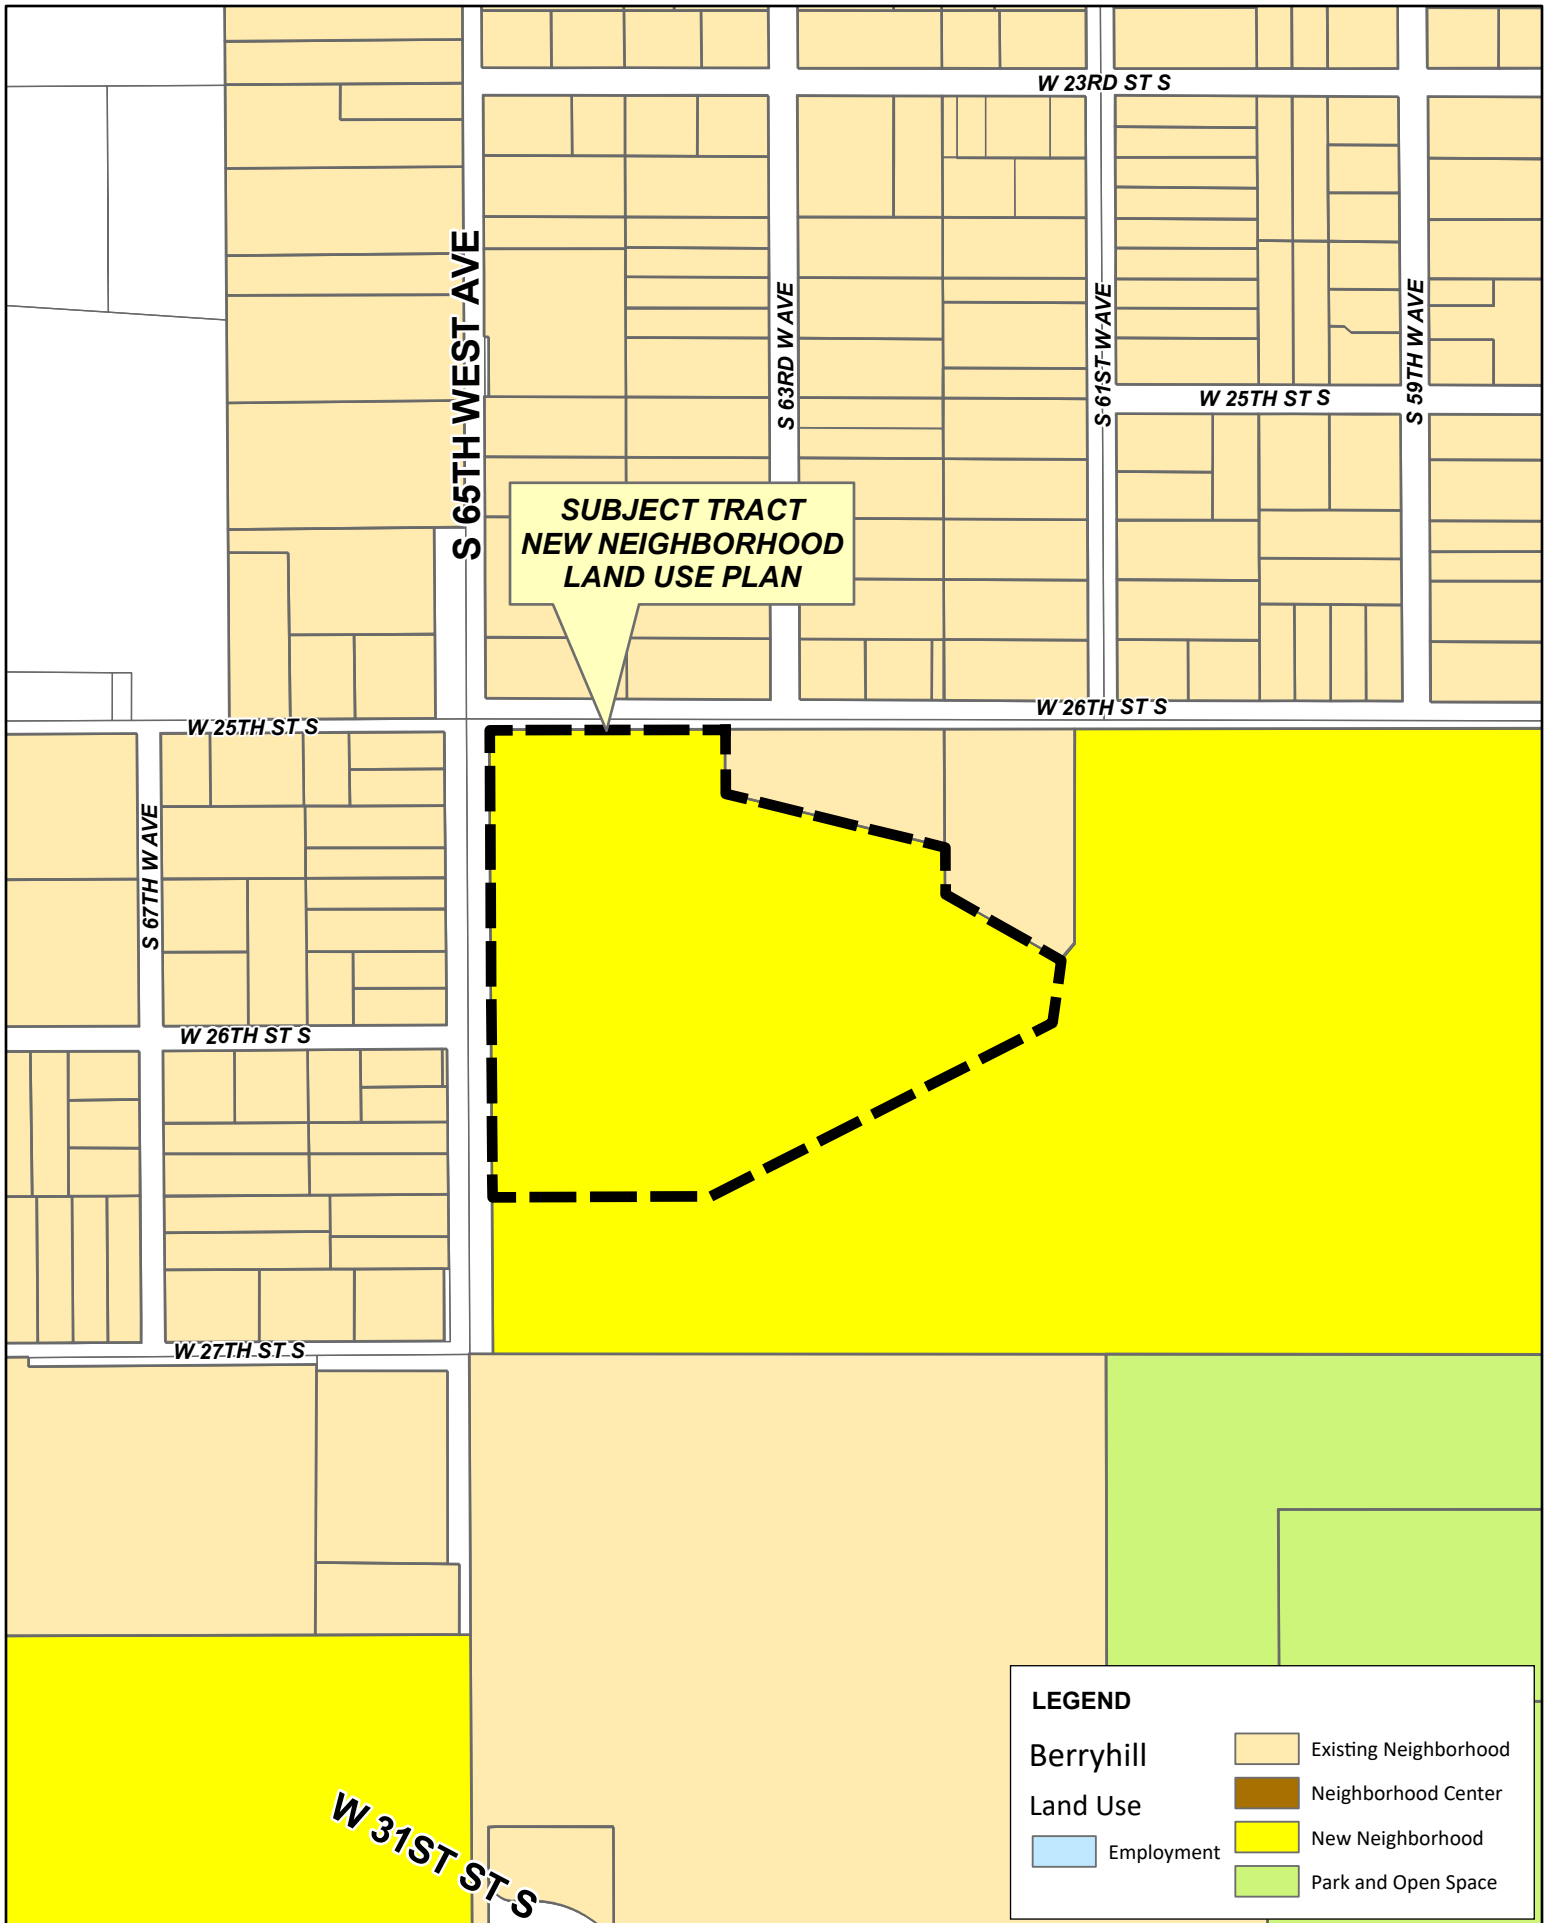 W 23RD ST S
S 65TH WEST AVE
S 63RD W AVE
S 61ST W AVE
S 59TH W AVE
W 25TH ST S
SUBJECT TRACT
NEW NEIGHBORHOOD
LAND USE PLAN
W 26TH ST S
W 25TH ST S
S 67TH W AVE
W 26TH ST S
W 27TH ST S
W 31ST ST S
LEGEND
Berryhill
Land Use
Employment
Existing Neighborhood
Neighborhood Center
New Neighborhood
Park and Open Space